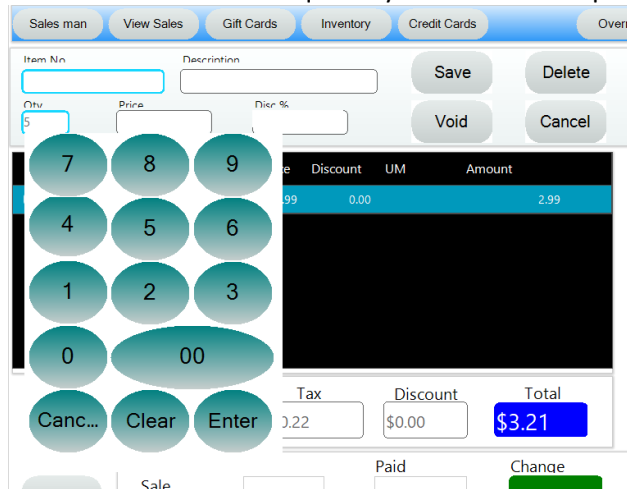 Sales man View Sales Gift Cards Inventory Credit Cards
Item No Description
Save Delete
Qty Price Disc %
5
Void Cancel
7 8 9
Discount UM Amount
.99 0.00 2.99
4 5 6
1 2 3
0 00
Tax Discount Total
Canc... Clear Enter
0.22 $0.00 $3.21
Paid Change
Sale